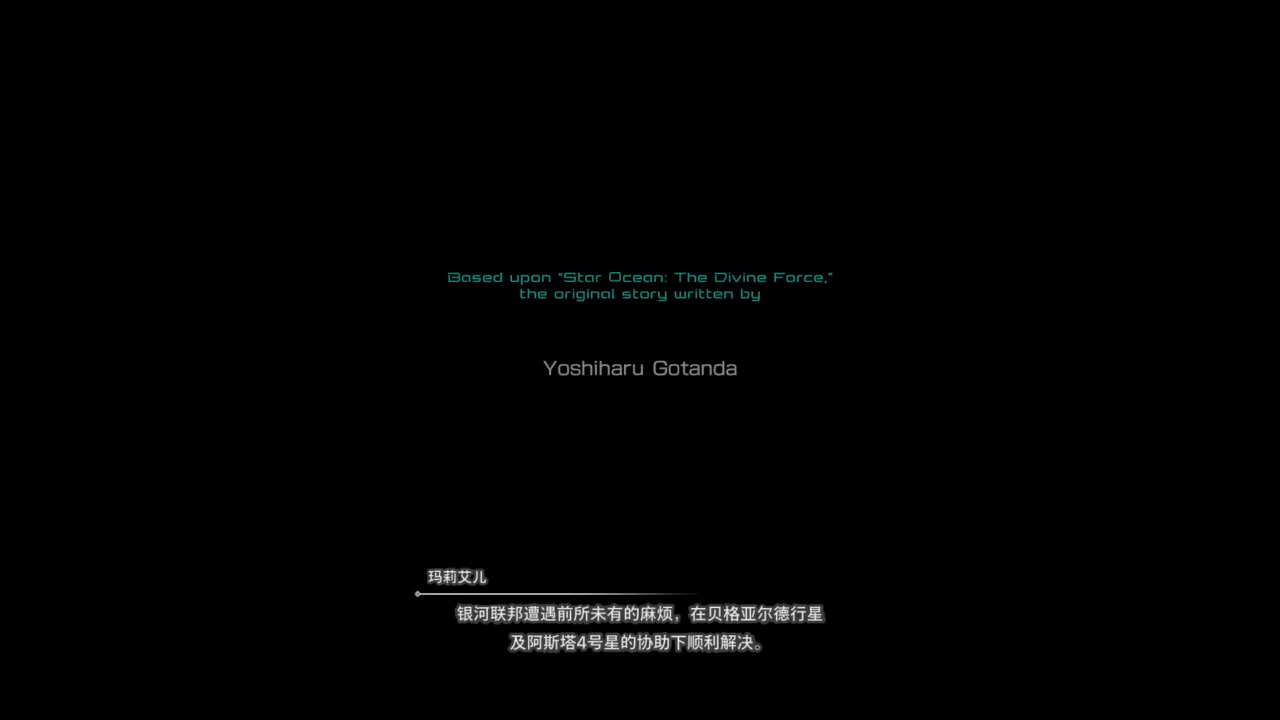 Based upon "Star Ocean: The Divine Force,"
the original story written by
Yoshiharu Gotanda
玛莉艾儿
银河联邦遭遇前所未有的麻烦，在贝格亚尔德行星
及阿斯塔4号星的协助下顺利解决。